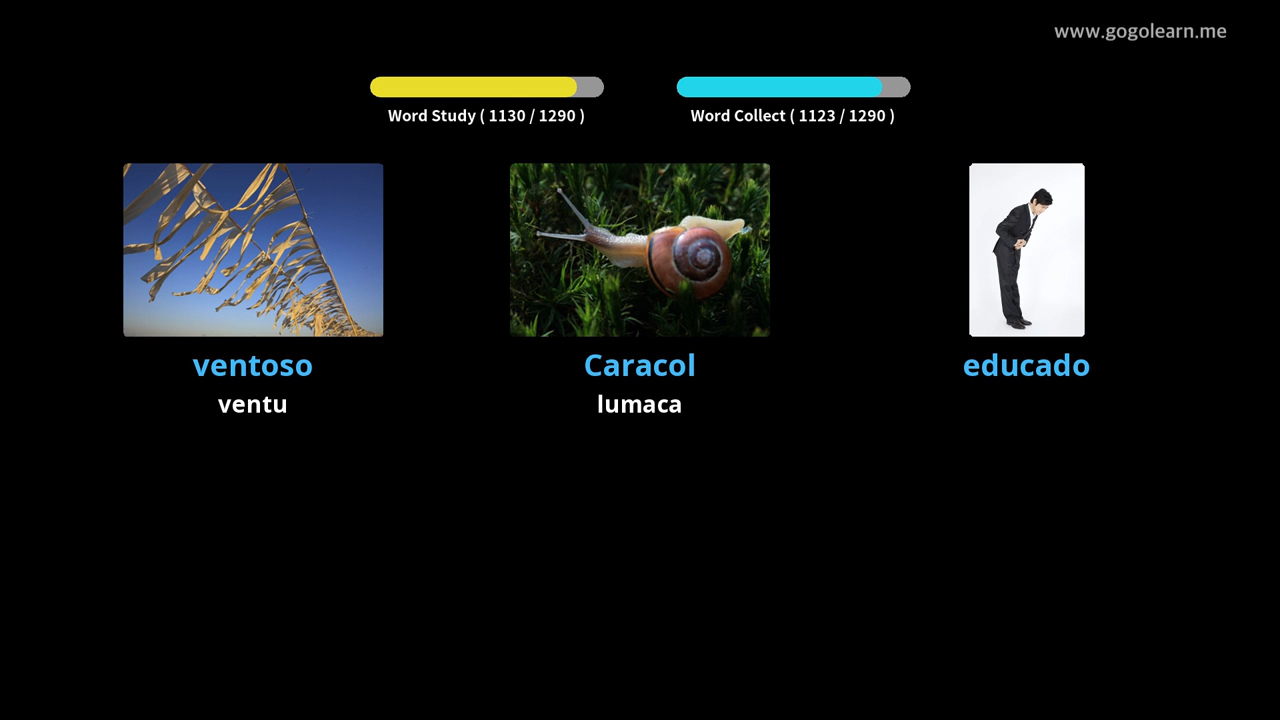 www.gogolearn.me
Word Study ( 1130 / 1290 )
Word Collect ( 1123 / 1290 )
ventoso
Caracol
educado
ventu
lumaca